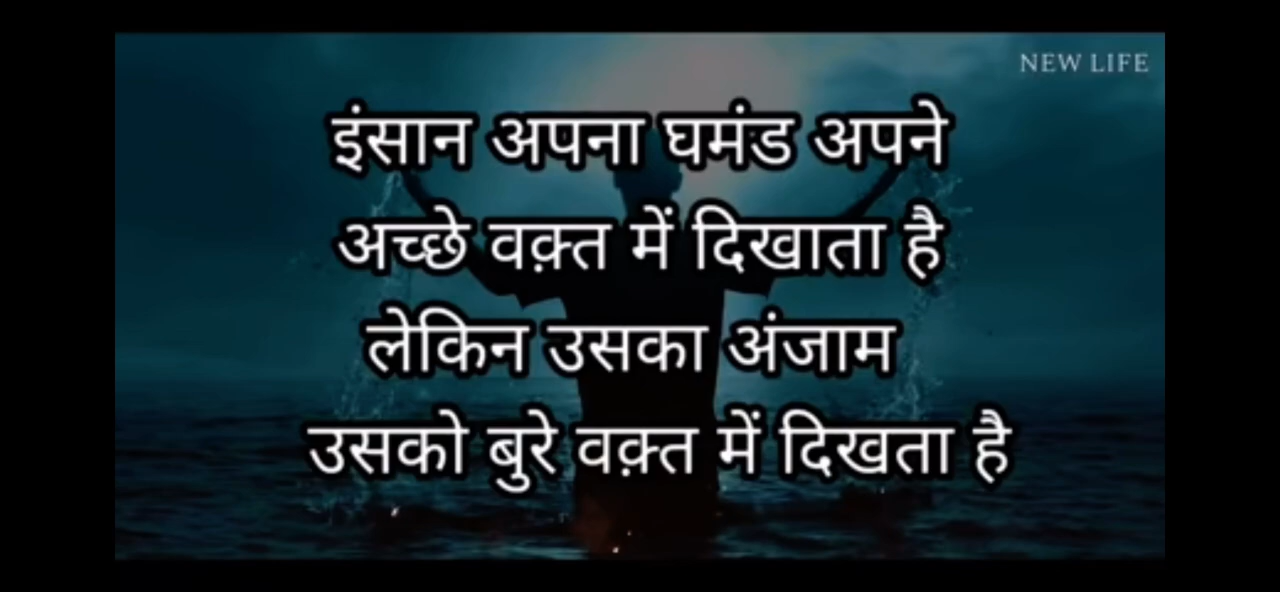 NEW LIFE
इंसान अपना घमंड अपने
अच्छे वक़्त में दिखाता है
लेकिन उसका अंजाम
उसको बुरे वक़्त में दिखता है